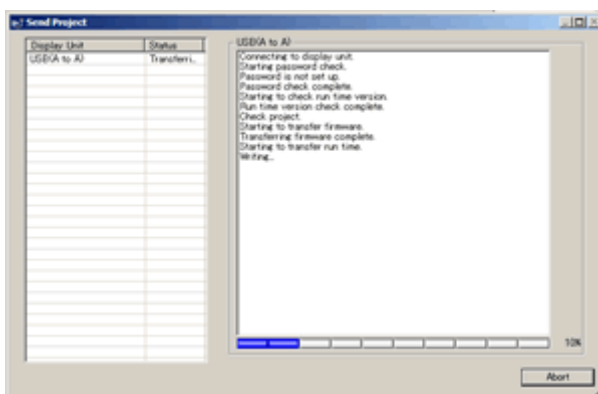 Send Project
Display Unit Status
USB(A to A) Transferri...
USB(A to A)
Connecting to display unit.
Starting password check.
Password is not set up.
Password check complete.
Starting to check run time version.
Run time version check complete.
Check project.
Starting to transfer firmware.
Transferring firmware complete.
Starting to transfer run time.
Writing...
10%
Abort